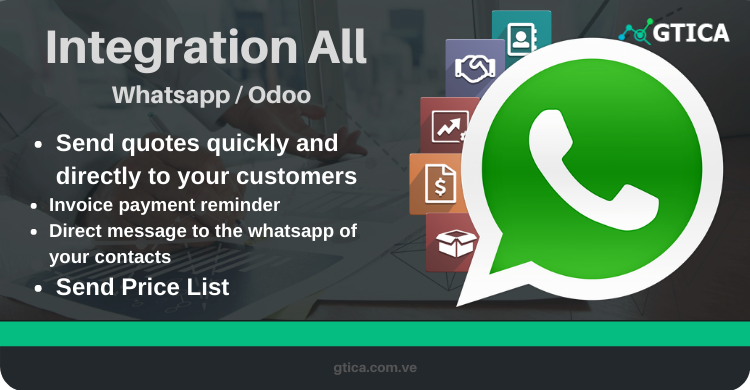 Integration All
GTICA
Whatsapp / Odoo
• Send quotes quickly and
directly to your customers
• Invoice payment reminder
• Direct message to the whatsapp of
your contacts
• Send Price List
$
gtica.com.ve